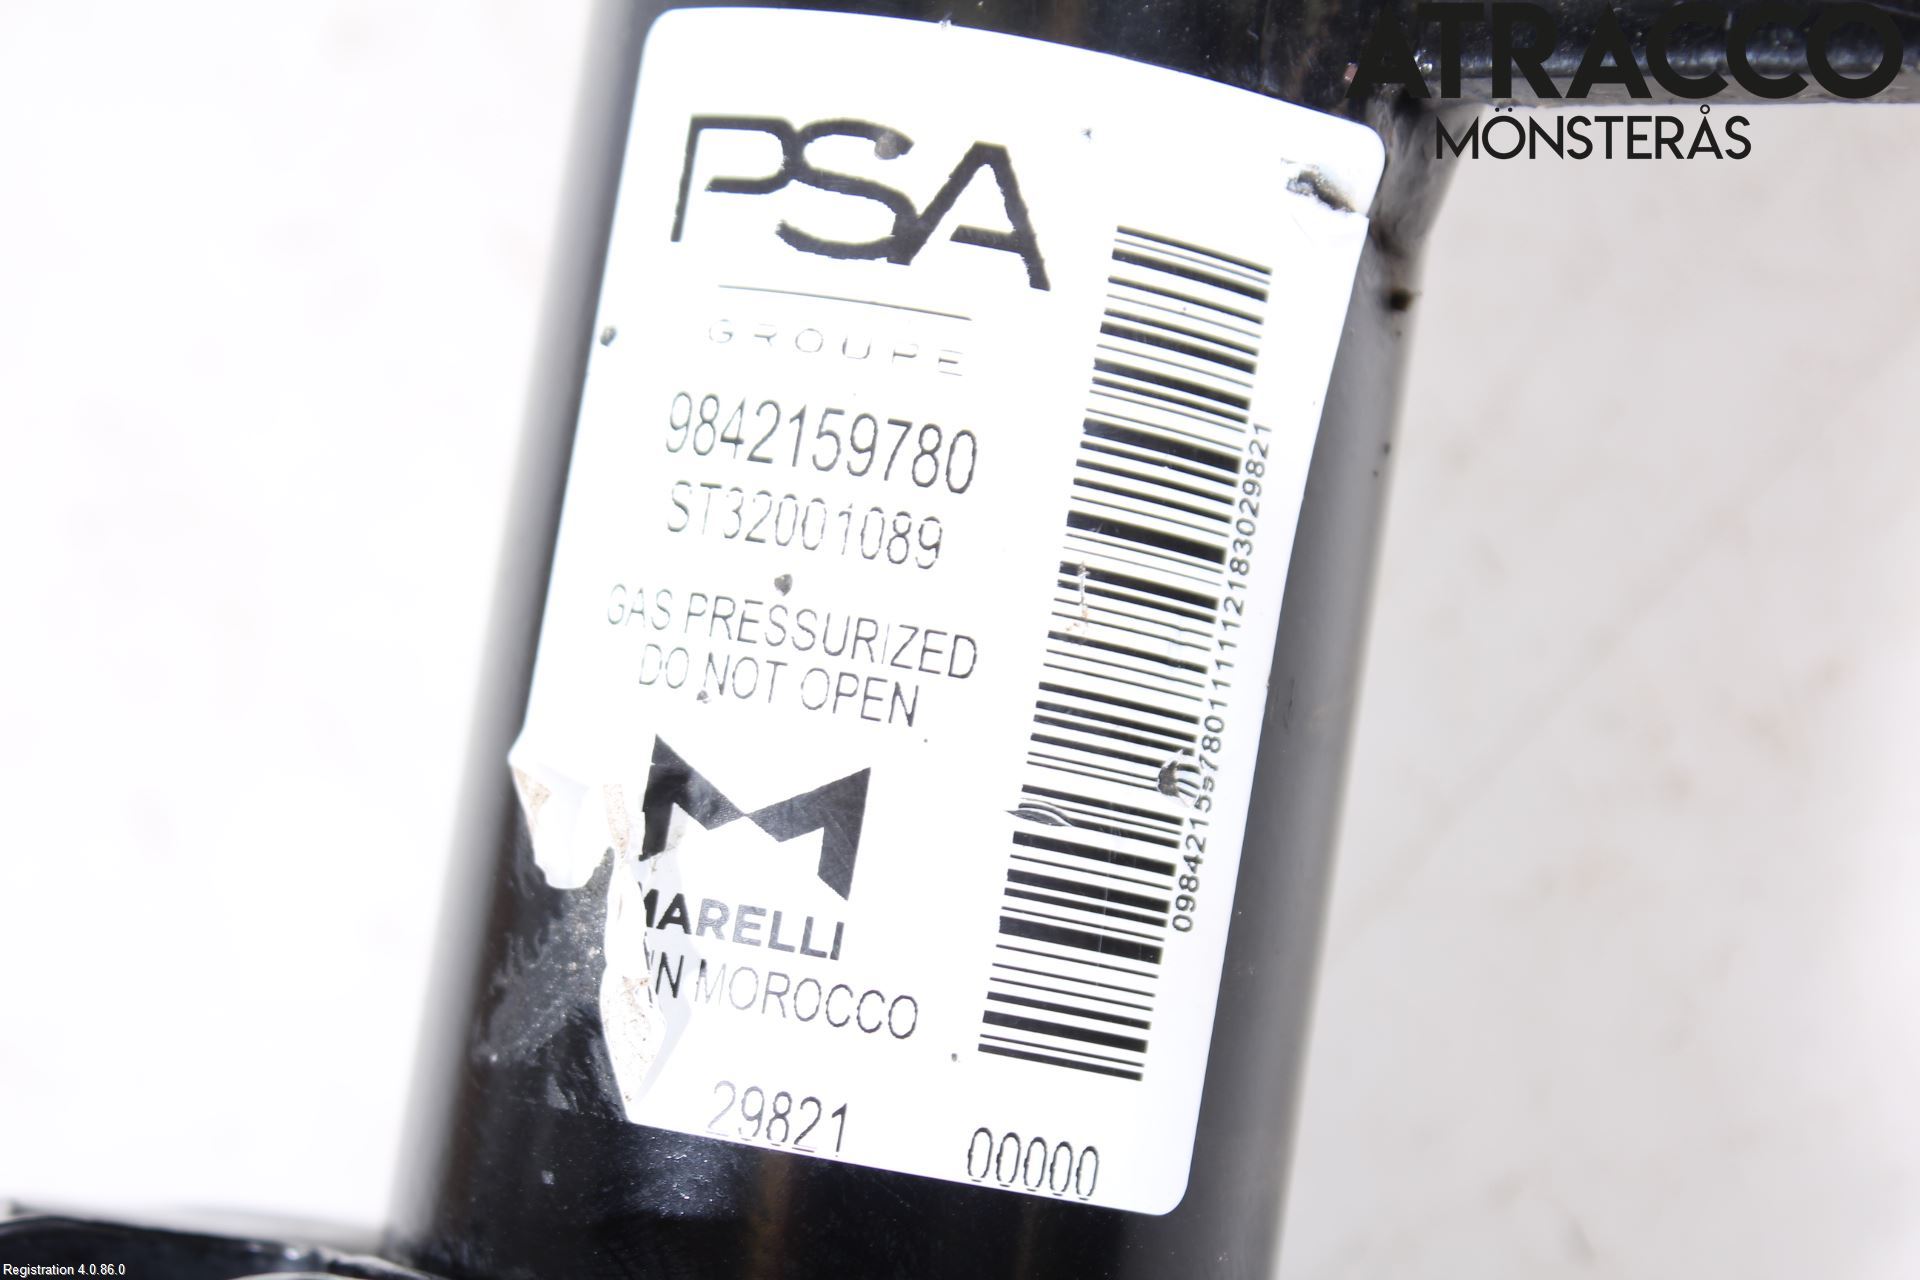 ATRACCO
MÖNSTERÅS
PSA
GROUPE
9842159780
ST32001089
GAS PRESSURIZED
DO NOT OPEN
MARELLI
IN MOROCCO
29821 00000
Registration 4.0.86.0